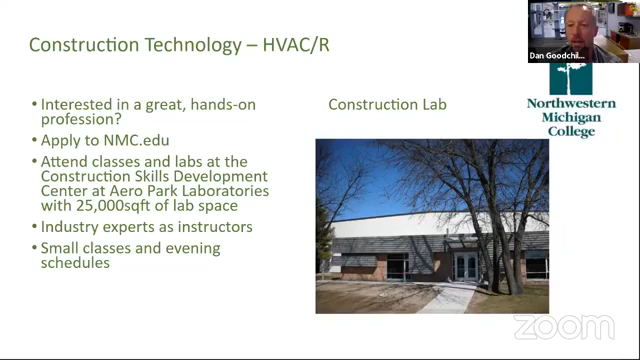 Construction Technology – HVAC/R
• Interested in a great, hands-on
profession?
• Apply to NMC.edu
• Attend classes and labs at the
Construction Skills Development
Center at Aero Park Laboratories
with 25,000sqft of lab space
• Industry experts as instructors
• Small classes and evening
schedules
Construction Lab
Dan Goodchil...
Northwestern
Michigan
College
zoom